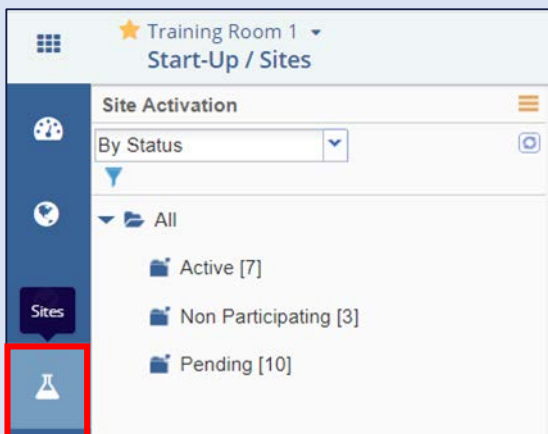 Training Room 1
Start-Up / Sites
Site Activation
By Status
All
Active [7]
Non Participating [3]
Sites
Pending [10]